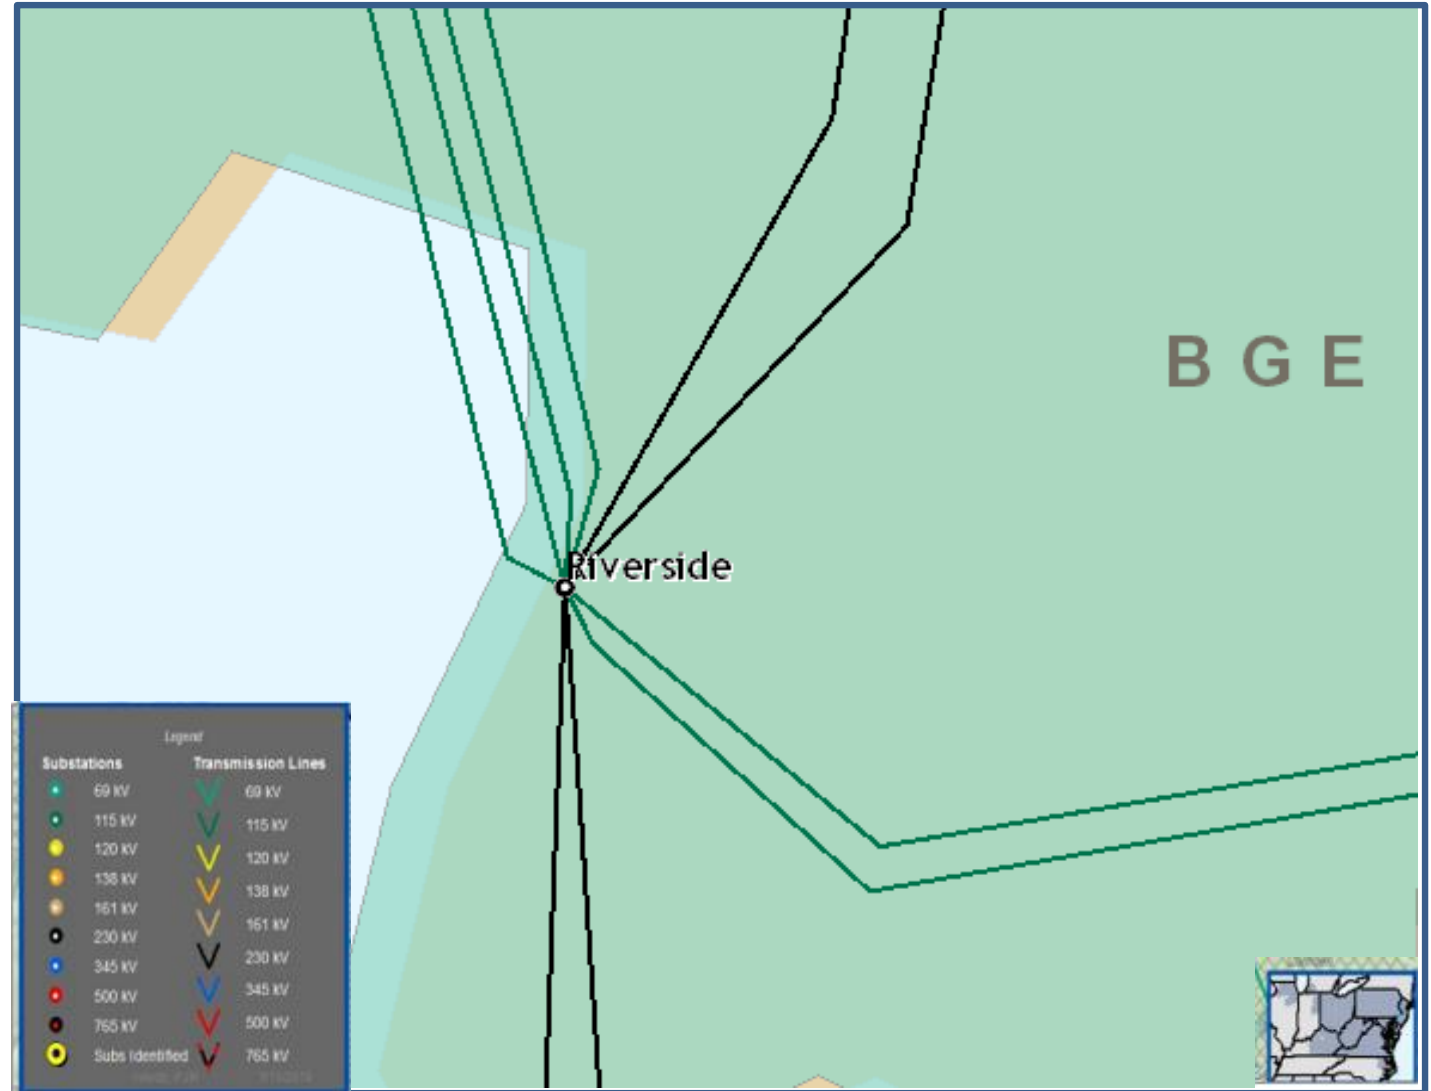 B G E
Riverside
Legend
Substations Transmission Lines
69 kV 69 kV
115 kV 115 kV
120 kV 120 kV
138 kV 138 kV
161 kV 161 kV
230 kV 230 kV
345 kV 345 kV
500 kV 500 kV
765 kV 765 kV
Subs Identified